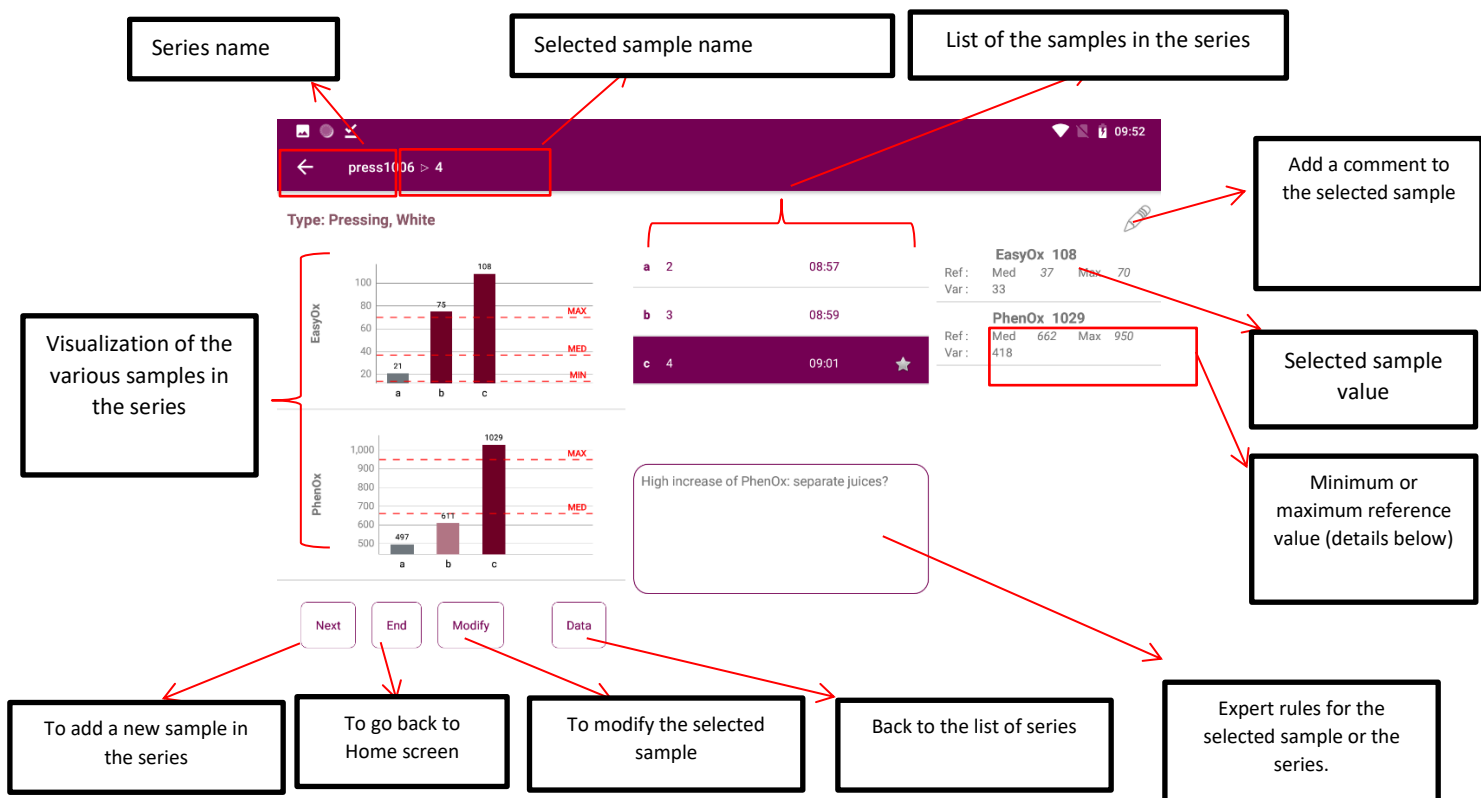 Series name
Selected sample name
List of the samples in the series
09:52
press1006 > 4
Add a comment to
the selected sample
Type: Pressing, White
EasyOx
100
80
60
40
20
21
75
108
MAX
MED
MIN
a
b
c
a 2 08:57
b 3 08:59
c 4 09:01
EasyOx 108
Ref : Med 37 Max 70
Var : 33
PhenOx 1029
Ref : Med 662 Max 950
Var : 418
Visualization of the
various samples in
the series
Selected sample
value
PhenOx
1,000
900
800
700
600
500
497
611
1029
MAX
MED
a
b
c
High increase of PhenOx: separate juices?
Minimum or
maximum reference
value (details below)
Next
End
Modify
Data
To add a new sample in
the series
To go back to
Home screen
To modify the selected
sample
Back to the list of series
Expert rules for the
selected sample or the
series.